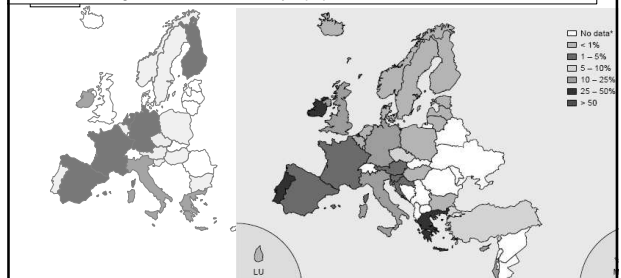 No data*
< 1%
1 – 5%
5 – 10%
10 – 25%
25 – 50%
> 50
LU